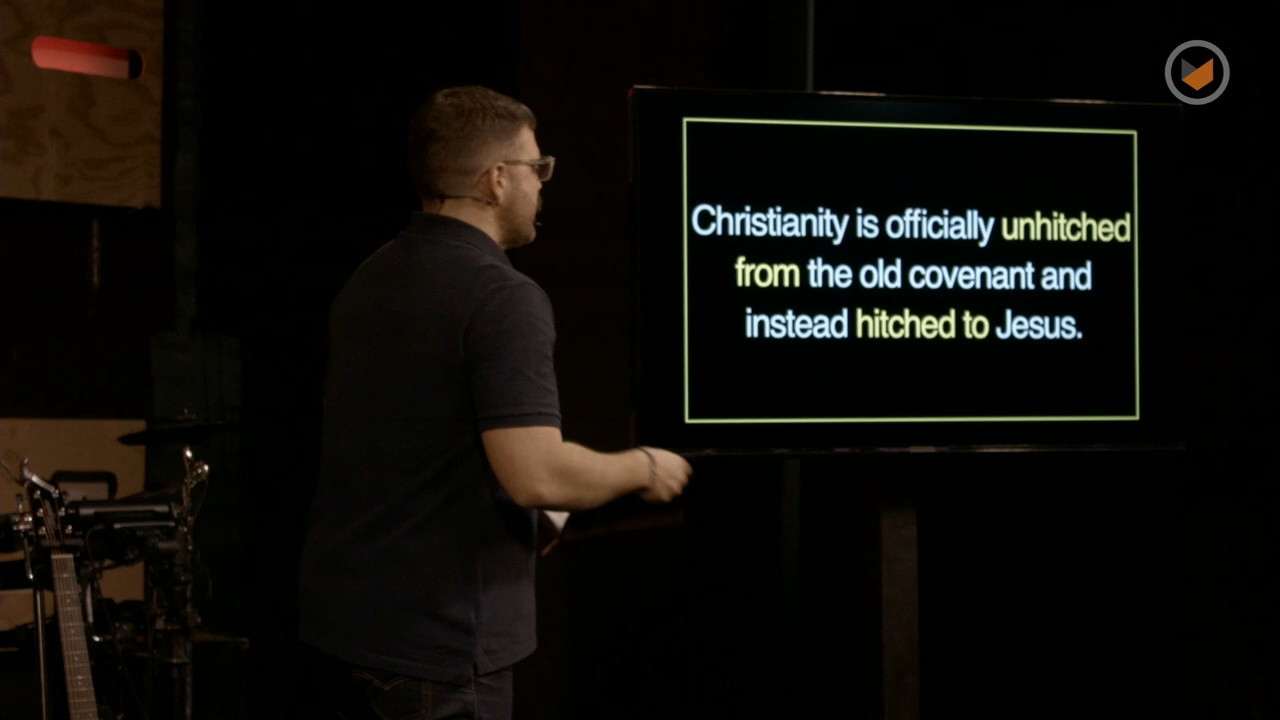 Christianity is officially unhitched
from the old covenant and
instead hitched to Jesus.